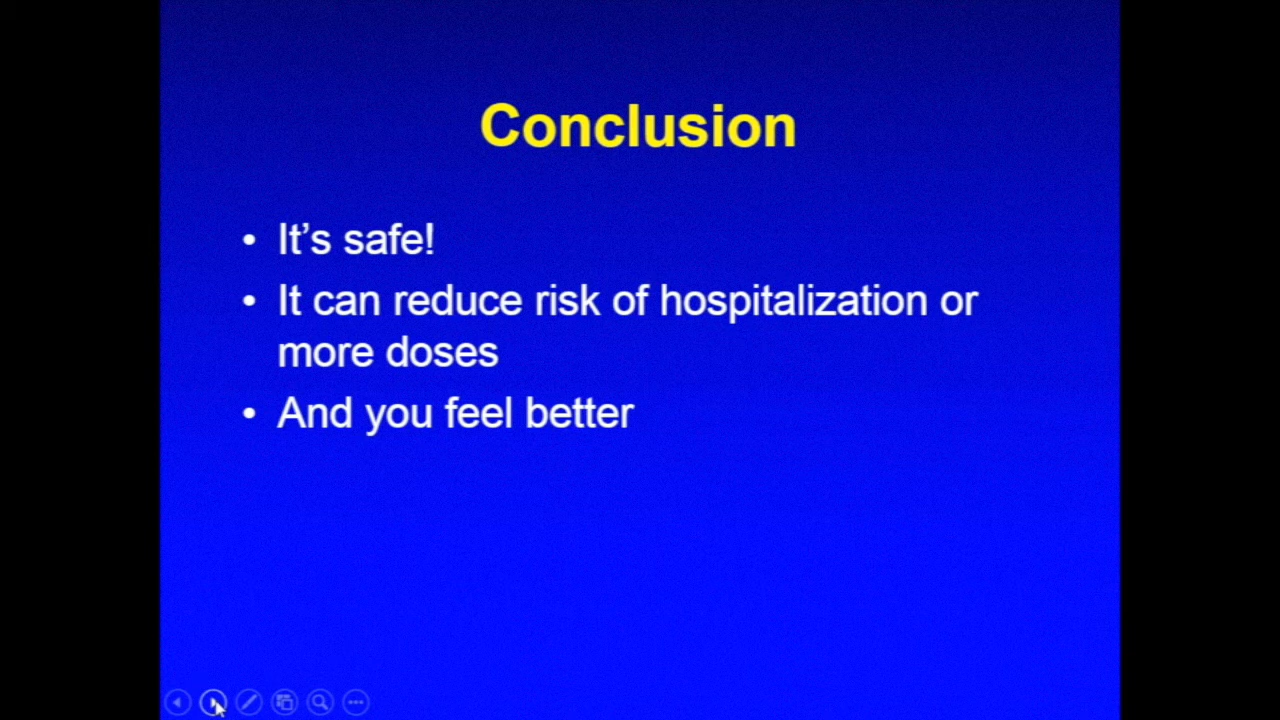 Conclusion
• It’s safe!
• It can reduce risk of hospitalization or
more doses
• And you feel better